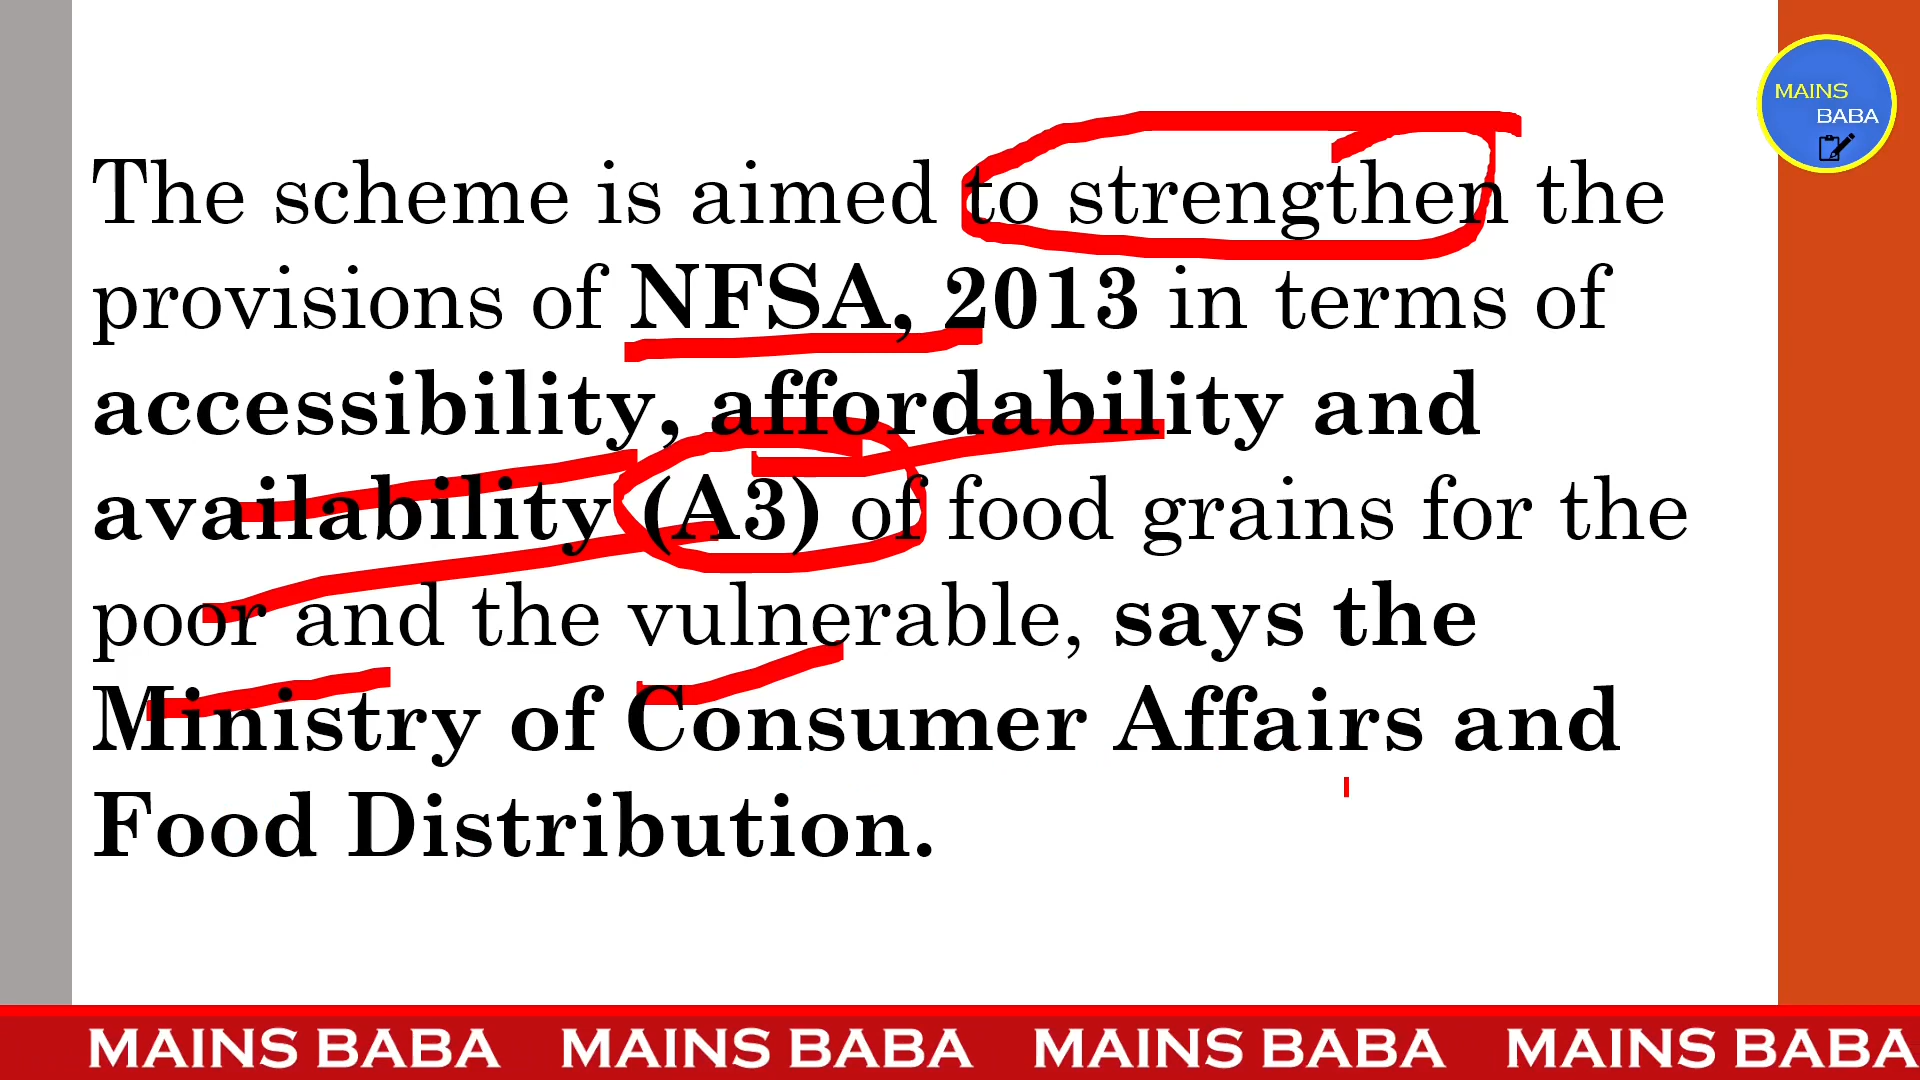 MAINS
BABA
The scheme is aimed to strengthen the
provisions of NFSA, 2013 in terms of
accessibility, affordability and
availability (A3) of food grains for the
poor and the vulnerable, says the
Ministry of Consumer Affairs and
Food Distribution.
MAINS BABA MAINS BABA MAINS BABA MAINS BABA